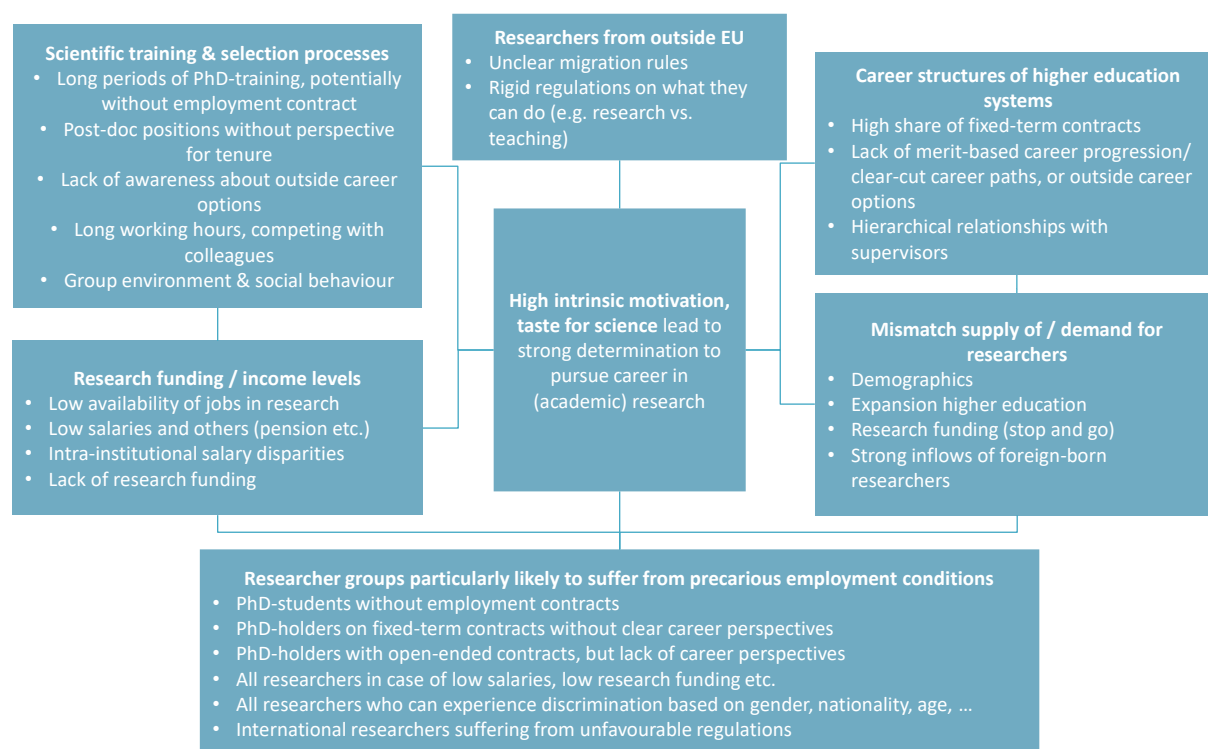 Scientific training & selection processes
• Long periods of PhD-training, potentially
without employment contract
• Post-doc positions without perspective
for tenure
• Lack of awareness about outside career
options
• Long working hours, competing with
colleagues
• Group environment & social behaviour
Researchers from outside EU
• Unclear migration rules
• Rigid regulations on what they
can do (e.g. research vs.
teaching)
Career structures of higher education
systems
• High share of fixed-term contracts
• Lack of merit-based career progression/
clear-cut career paths, or outside career
options
• Hierarchical relationships with
supervisors
High intrinsic motivation,
taste for science lead to
strong determination to
pursue career in
(academic) research
Research funding / income levels
• Low availability of jobs in research
• Low salaries and others (pension etc.)
• Intra-institutional salary disparities
• Lack of research funding
Mismatch supply of / demand for
researchers
• Demographics
• Expansion higher education
• Research funding (stop and go)
• Strong inflows of foreign-born
researchers
Researcher groups particularly likely to suffer from precarious employment conditions
• PhD-students without employment contracts
• PhD-holders on fixed-term contracts without clear career perspectives
• PhD-holders with open-ended contracts, but lack of career perspectives
• All researchers in case of low salaries, low research funding etc.
• All researchers who can experience discrimination based on gender, nationality, age, …
• International researchers suffering from unfavourable regulations